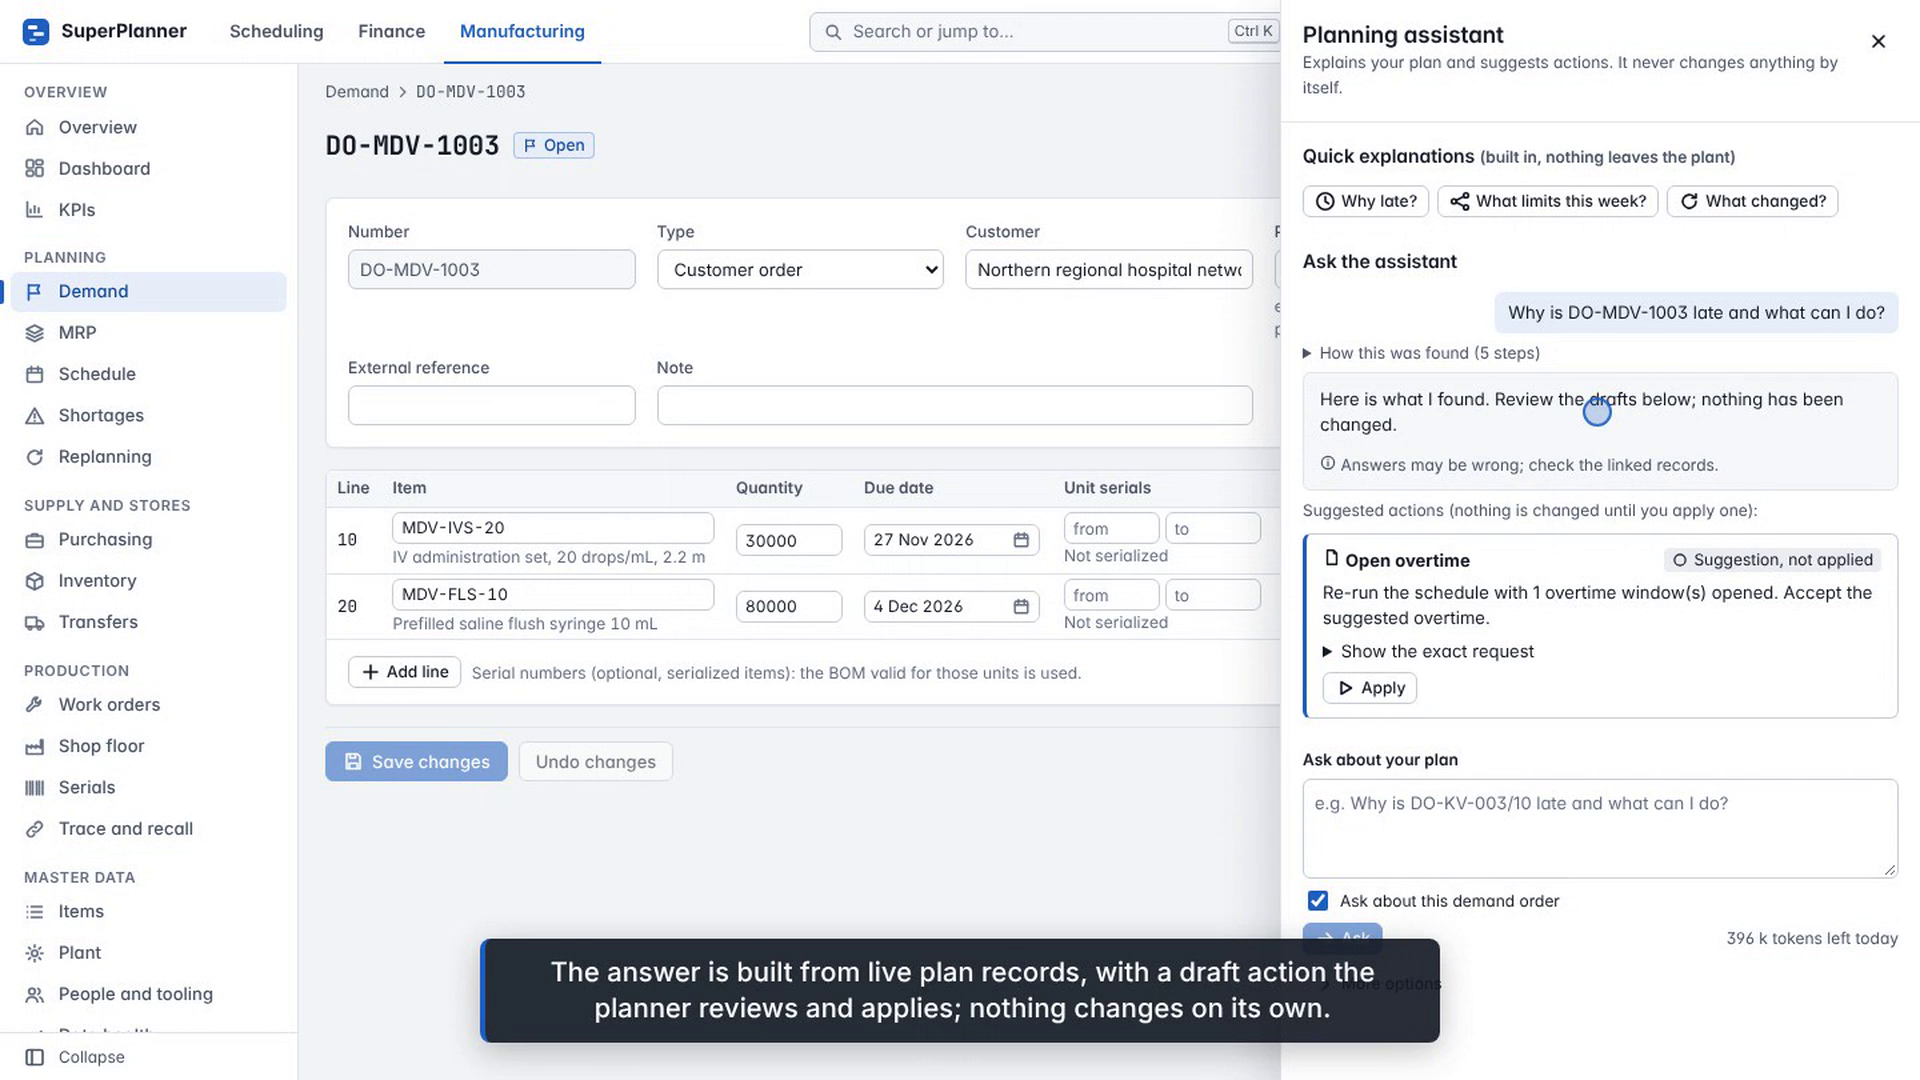 SuperPlanner
Scheduling
Finance
Manufacturing
Search or jump to...
Ctrl K
OVERVIEW
Overview
Dashboard
KPIs
PLANNING
Demand
MRP
Schedule
Shortages
Replanning
SUPPLY AND STORES
Purchasing
Inventory
Transfers
PRODUCTION
Work orders
Shop floor
Serials
Trace and recall
MASTER DATA
Items
Plant
People and tooling
Collapse
Demand > DO-MDV-1003
DO-MDV-1003
Open
Number
Type
Customer
DO-MDV-1003
Customer order
Northern regional hospital netwo
External reference
Note
Line
Item
Quantity
Due date
Unit serials
10
MDV-IVS-20
30000
27 Nov 2026
from
to
IV administration set, 20 drops/mL, 2.2 m
Not serialized
20
MDV-FLS-10
80000
4 Dec 2026
from
to
Prefilled saline flush syringe 10 mL
Not serialized
Add line
Serial numbers (optional, serialized items): the BOM valid for those units is used.
Save changes
Undo changes
Planning assistant
Explains your plan and suggests actions. It never changes anything by
itself.
Quick explanations (built in, nothing leaves the plant)
Why late?
What limits this week?
What changed?
Ask the assistant
Why is DO-MDV-1003 late and what can I do?
How this was found (5 steps)
Here is what I found. Review the drafts below; nothing has been
changed.
Answers may be wrong; check the linked records.
Suggested actions (nothing is changed until you apply one):
Open overtime
Suggestion, not applied
Re-run the schedule with 1 overtime window(s) opened. Accept the
suggested overtime.
Show the exact request
Apply
Ask about your plan
e.g. Why is DO-KV-003/10 late and what can I do?
Ask about this demand order
Ask
396 k tokens left today
More options
The answer is built from live plan records, with a draft action the
planner reviews and applies; nothing changes on its own.